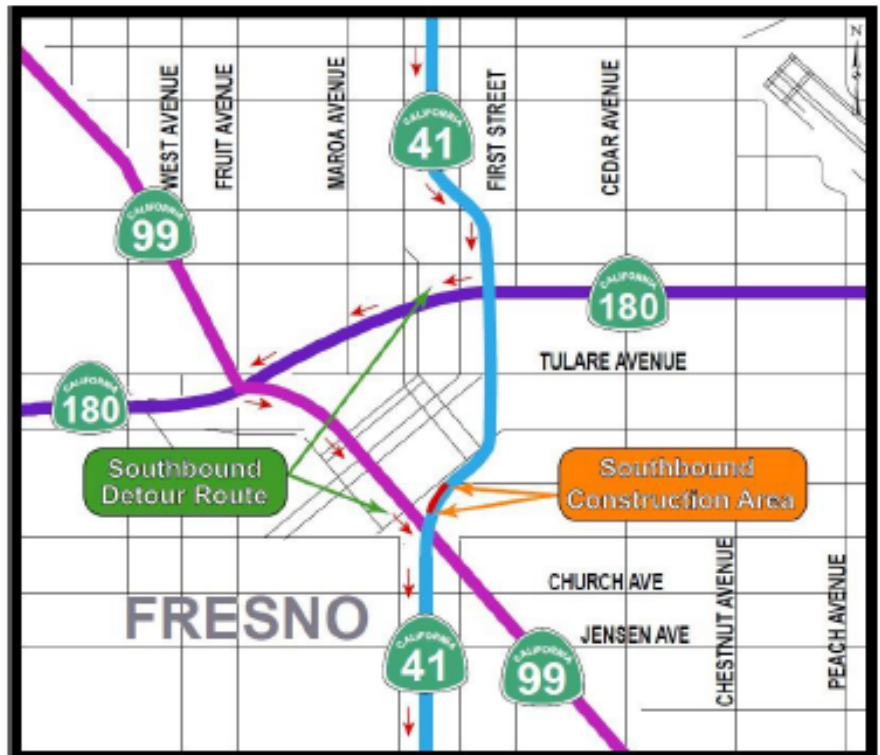 N
WEST AVENUE
FRUIT AVENUE
MAROA AVENUE
CALIFORNIA
41
FIRST STREET
CEDAR AVENUE
CALIFORNIA
99
CALIFORNIA
180
TULARE AVENUE
CALIFORNIA
180
Southbound
Detour Route
Southbound
Construction Area
CHURCH AVE
FRESNO
JENSEN AVE
CHESTNUT AVENUE
PEACH AVENUE
CALIFORNIA
41
CALIFORNIA
99